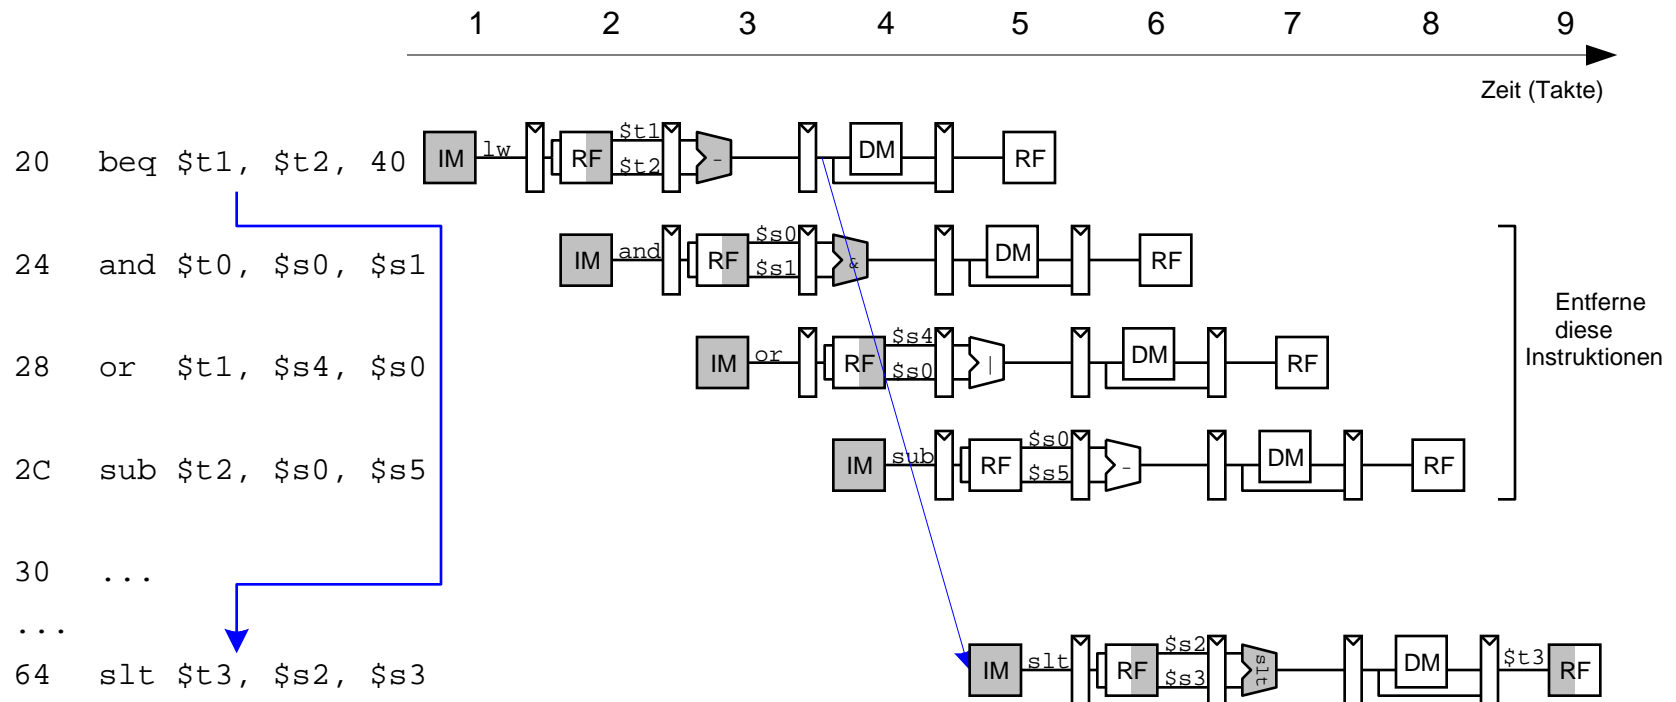 1 2 3 4 5 6 7 8 9
Zeit (Takte)
20 beq $t1, $t2, 40 IM lw RF $t1 $t2 - DM RF
24 and $t0, $s0, $s1 IM and RF $s0 $s1 & DM RF
28 or $t1, $s4, $s0 IM or RF $s4 $s0 | DM RF
2C sub $t2, $s0, $s5 IM sub RF $s0 $s5 - DM RF
Entferne
diese
Instruktionen
30 ...
...
64 slt $t3, $s2, $s3 IM slt RF $s2 $s3 slt DM $t3 RF